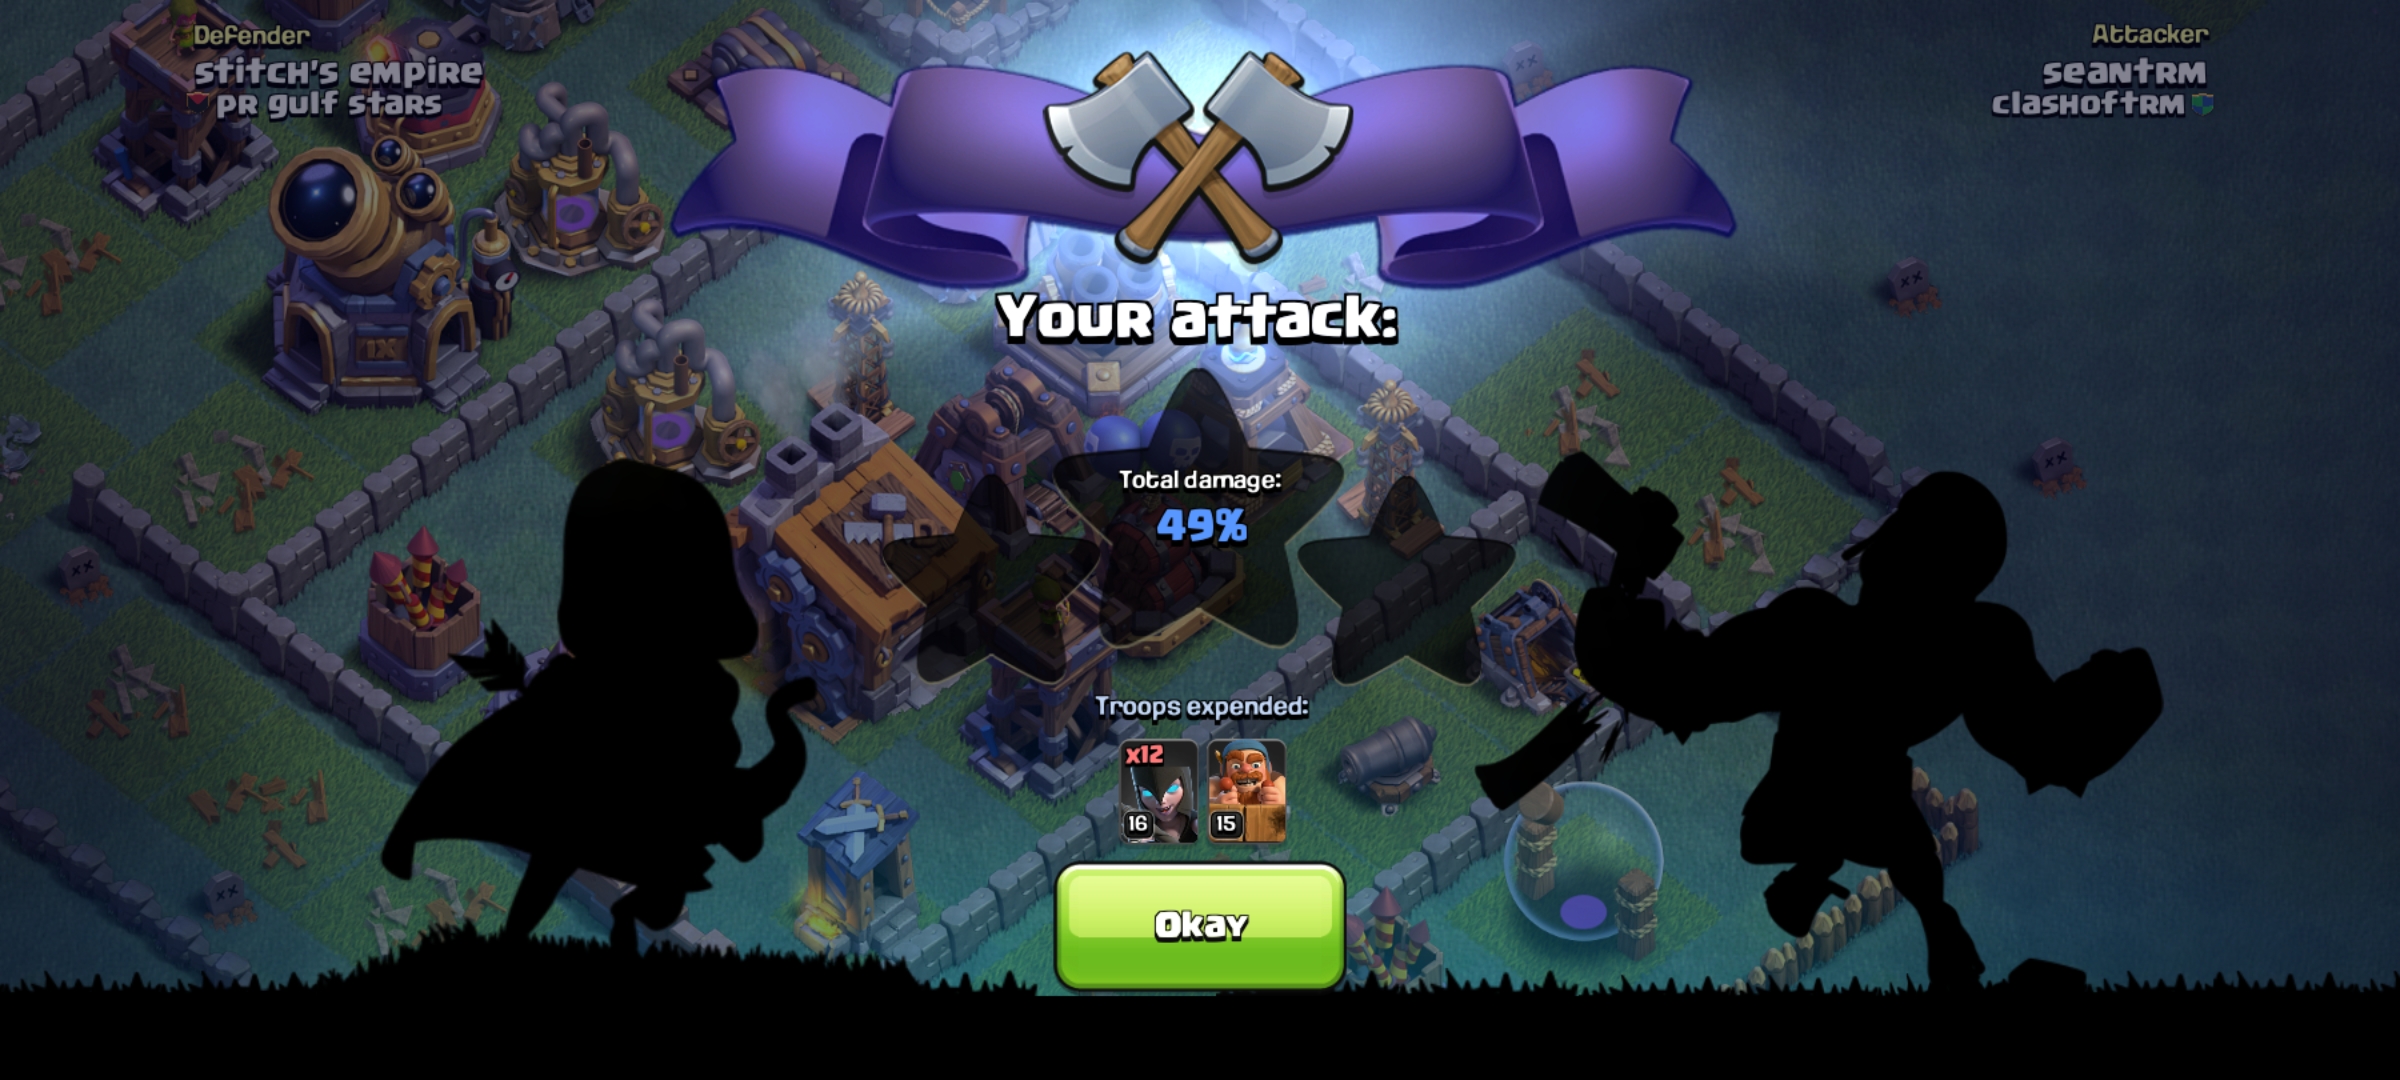 Defender
stitch's empire
PR gulf stars
Attacker
seantRM
clashoftRM
IX
Your attack:
Total damage:
49%
Troops expended:
x12
16
15
Okay